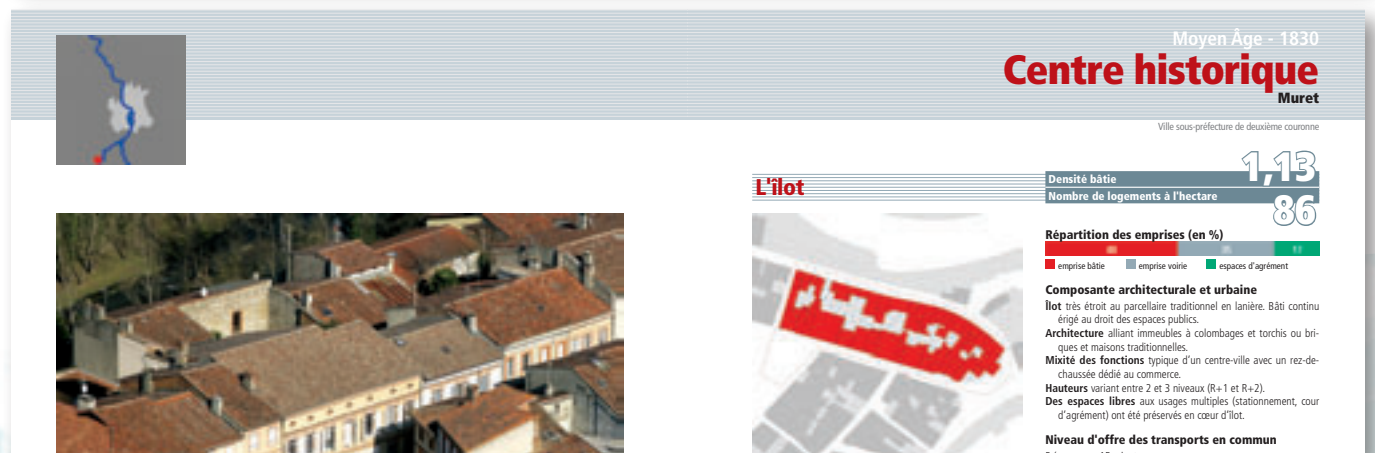 Moyen Âge - 1830
Centre historique
Muret
Ville sous-préfecture de deuxième couronne
L'îlot
Densité bâtie
1,13
Nombre de logements à l'hectare
86
Répartition des emprises (en %)
emprise bâtie
emprise voirie
espaces d'agrément
Composante architecturale et urbaine
Îlot très étroit au parcellaire traditionnel en lanière. Bâti continu
érigé au droit des espaces publics.
Architecture alliant immeubles à colombages et torchis ou bri-
ques et maisons traditionnelles.
Mixité des fonctions typique d'un centre-ville avec un rez-de-
chaussée dédié au commerce.
Hauteurs variant entre 2 et 3 niveaux (R+1 et R+2).
Des espaces libres aux usages multiples (stationnement, cour
d'agrément) ont été préservés en cœur d'îlot.
Niveau d'offre des transports en commun